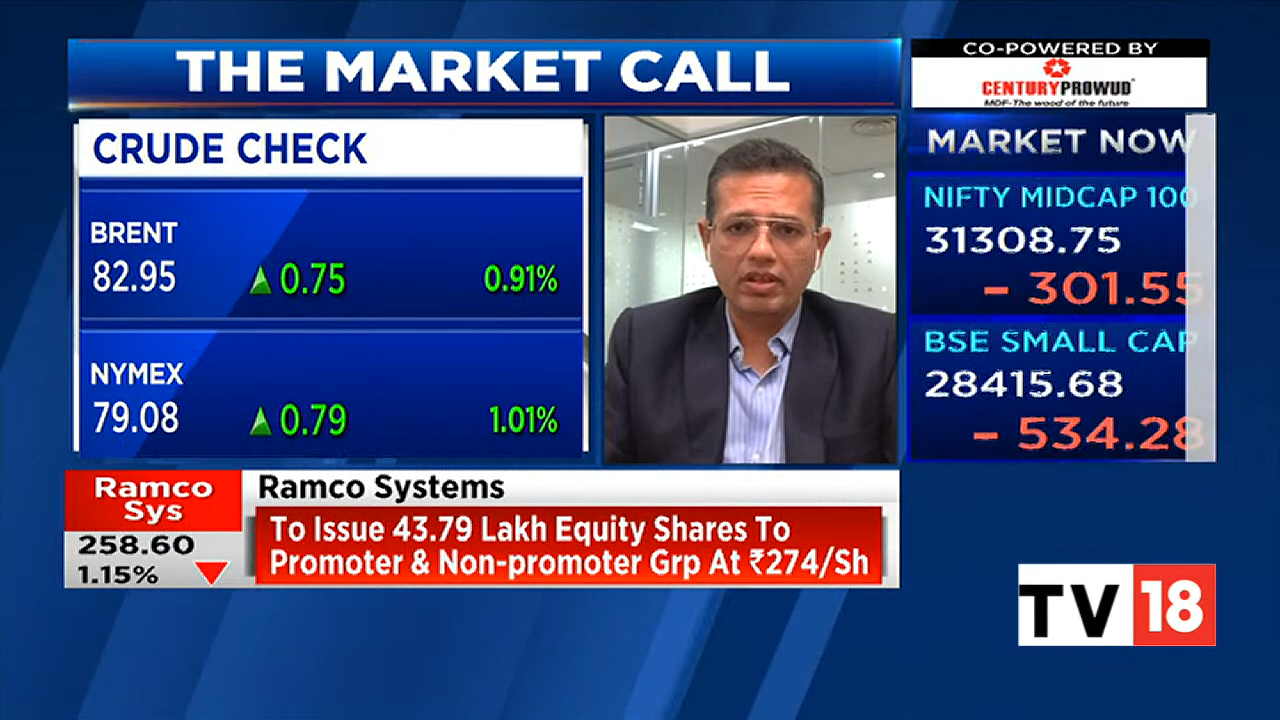 THE MARKET CALL
CO-POWERED BY
CENTURYPROWUD
MDF-The wood of the future
CRUDE CHECK
BRENT
82.95 ▲ 0.75 0.91%
NYMEX
79.08 ▲ 0.79 1.01%
MARKET NOW
NIFTY MIDCAP 100
31308.75
- 301.55
BSE SMALL CAP
28415.68
- 534.28
Ramco
Sys
258.60
1.15% ▼
Ramco Systems
To Issue 43.79 Lakh Equity Shares To
Promoter & Non-promoter Grp At ₹274/Sh
TV18